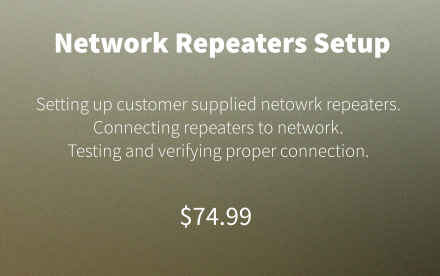 Network Repeaters Setup
Setting up customer supplied netowrk repeaters.
Connecting repeaters to network.
Testing and verifying proper connection.
$74.99